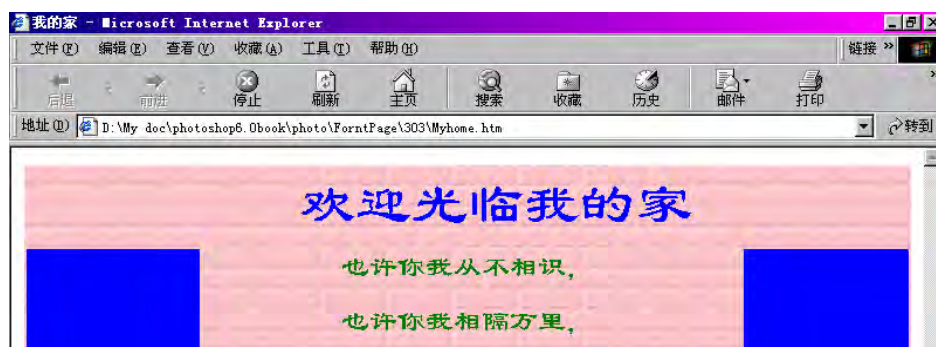 我的家 - Microsoft Internet Explorer
文件(F) 编辑(E) 查看(V) 收藏(A) 工具(T) 帮助(H) 链接 »
后退 前进 停止 刷新 主页 搜索 收藏 历史 邮件 打印 »
地址(D) D:\My doc\photoshop6.0book\photo\ForntPage\303\Myhome.htm 转到
欢迎光临我的家
也许你我从不相识，
也许你我相隔万里，